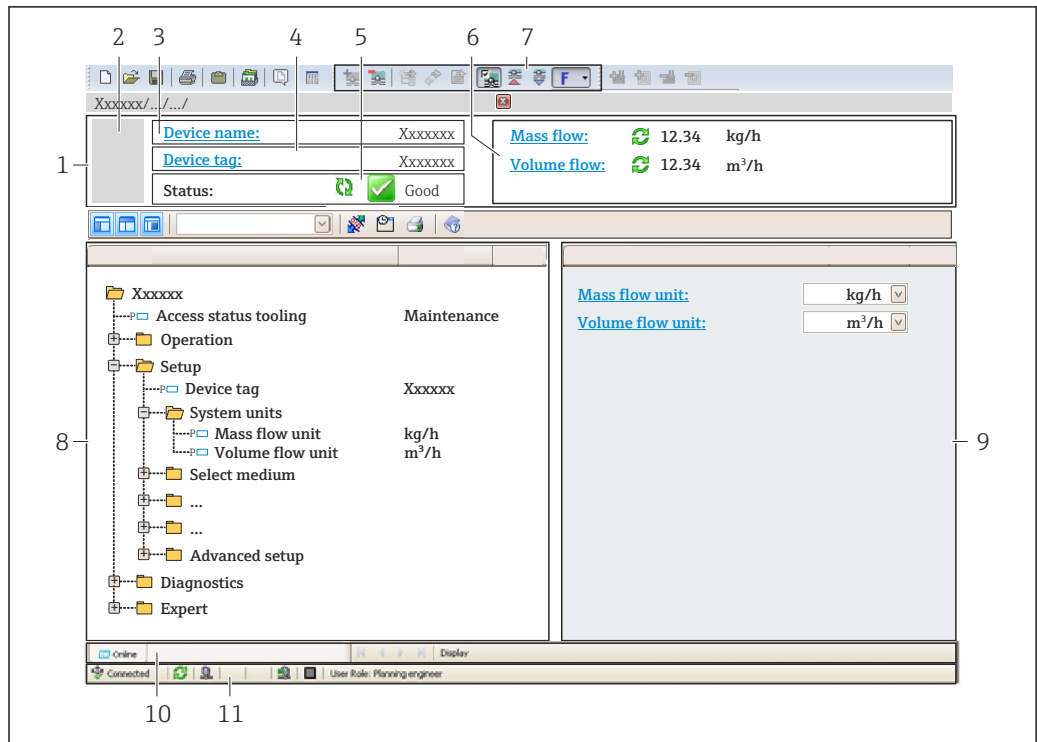 2 3 4 5 6 7
F
Xxxxxx/.../.../
1
Device name: Xxxxxxx
Device tag: Xxxxxxx
Status: Good
Mass flow: 12.34 kg/h
Volume flow: 12.34 m³/h
Xxxxxx
Access status tooling Maintenance
Operation
Setup
Device tag Xxxxxx
System units
Mass flow unit kg/h
Volume flow unit m³/h
Select medium
...
...
Advanced setup
Diagnostics
Expert
8
Mass flow unit: kg/h
Volume flow unit: m³/h
9
Online Display
Connected User Role: Planning engineer
10 11